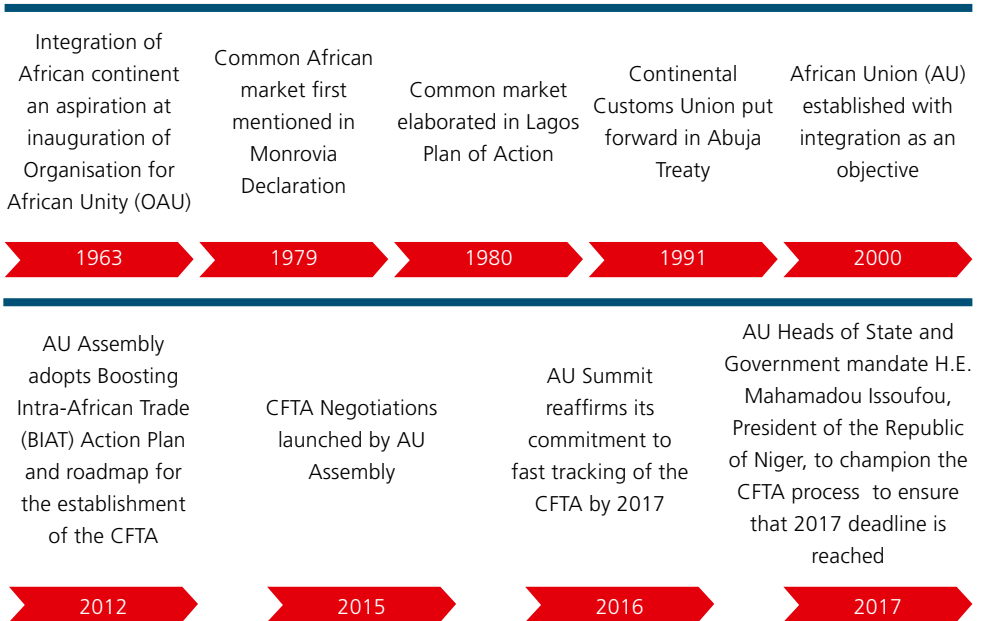 Integration of
African continent
an aspiration at
inauguration of
Organisation for
African Unity (OAU)
1963
Common African
market first
mentioned in
Monrovia
Declaration
1979
Common market
elaborated in Lagos
Plan of Action
1980
Continental
Customs Union put
forward in Abuja
Treaty
1991
African Union (AU)
established with
integration as an
objective
2000
AU Assembly
adopts Boosting
Intra-African Trade
(BIAT) Action Plan
and roadmap for
the establishment
of the CFTA
2012
CFTA Negotiations
launched by AU
Assembly
2015
AU Summit
reaffirms its
commitment to
fast tracking of the
CFTA by 2017
2016
AU Heads of State and
Government mandate H.E.
Mahamadou Issoufou,
President of the Republic
of Niger, to champion the
CFTA process to ensure
that 2017 deadline is
reached
2017